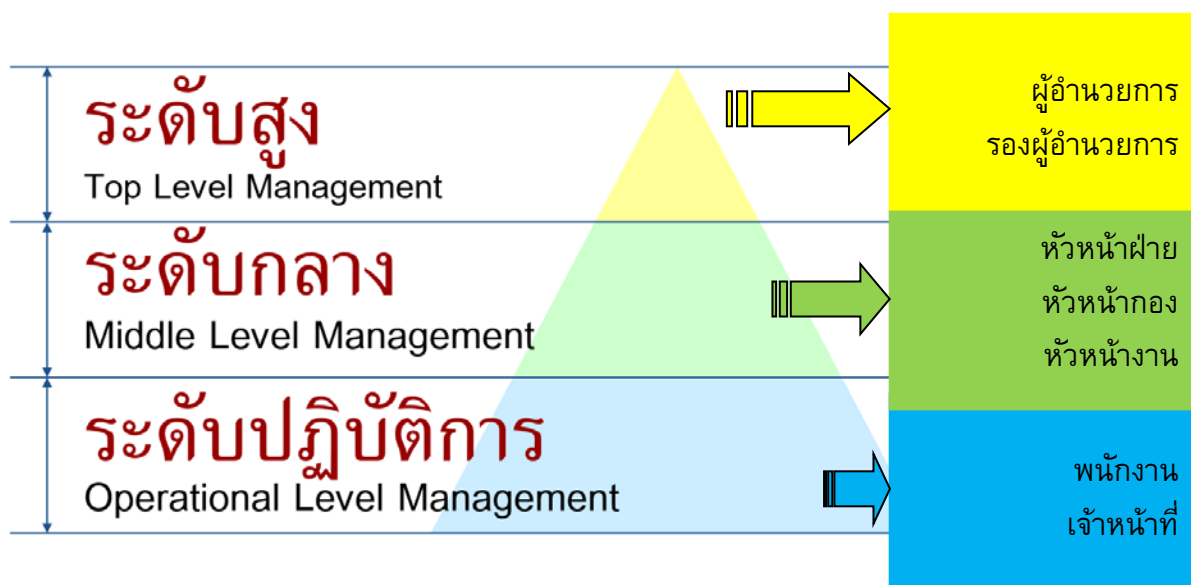 ระดับสูง
Top Level Management
ผู้อำนวยการ
รองผู้อำนวยการ
ระดับกลาง
Middle Level Management
หัวหน้าฝ่าย
หัวหน้ากอง
หัวหน้างาน
ระดับปฏิบัติการ
Operational Level Management
พนักงาน
เจ้าหน้าที่